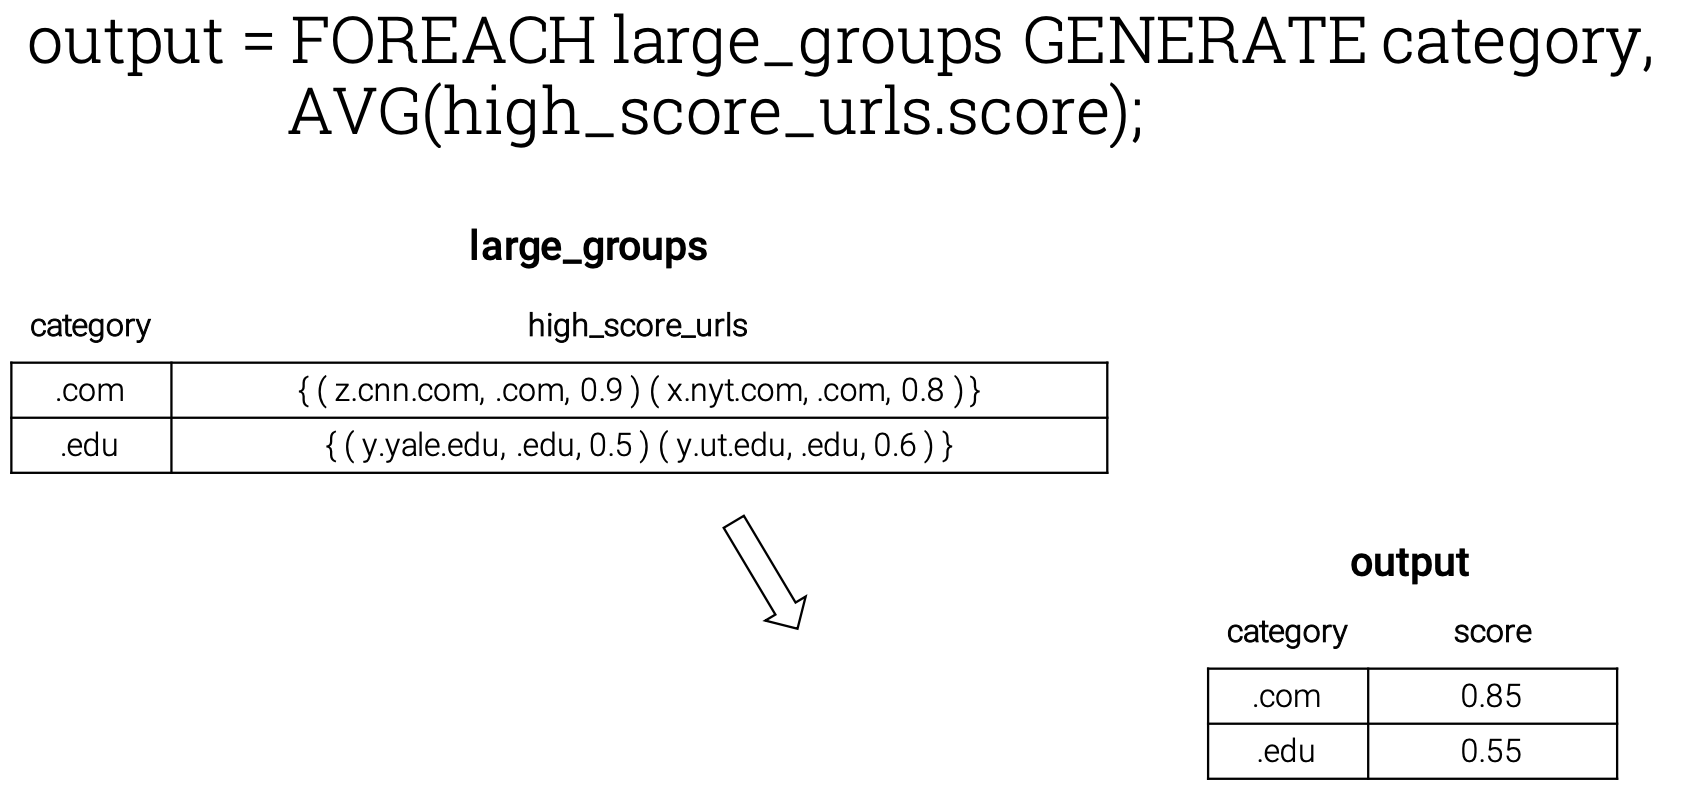 output = FOREACH large_groups GENERATE category,
AVG(high_score_urls.score);
large_groups
category high_score_urls
.com { ( z.cnn.com, .com, 0.9 ) ( x.nyt.com, .com, 0.8 ) }
.edu { ( y.yale.edu, .edu, 0.5 ) ( y.ut.edu, .edu, 0.6 ) }
output
category score
.com 0.85
.edu 0.55